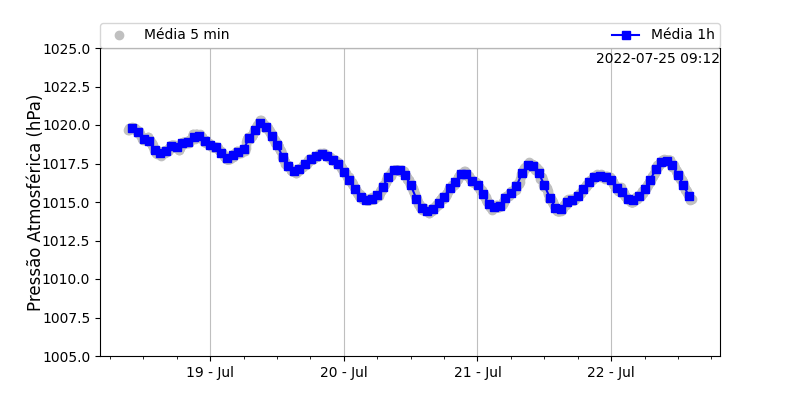 Média 5 min
Média 1h
2022-07-25 09:12
Pressão Atmosférica (hPa)
1025.0
1022.5
1020.0
1017.5
1015.0
1012.5
1010.0
1007.5
1005.0
19 - Jul
20 - Jul
21 - Jul
22 - Jul